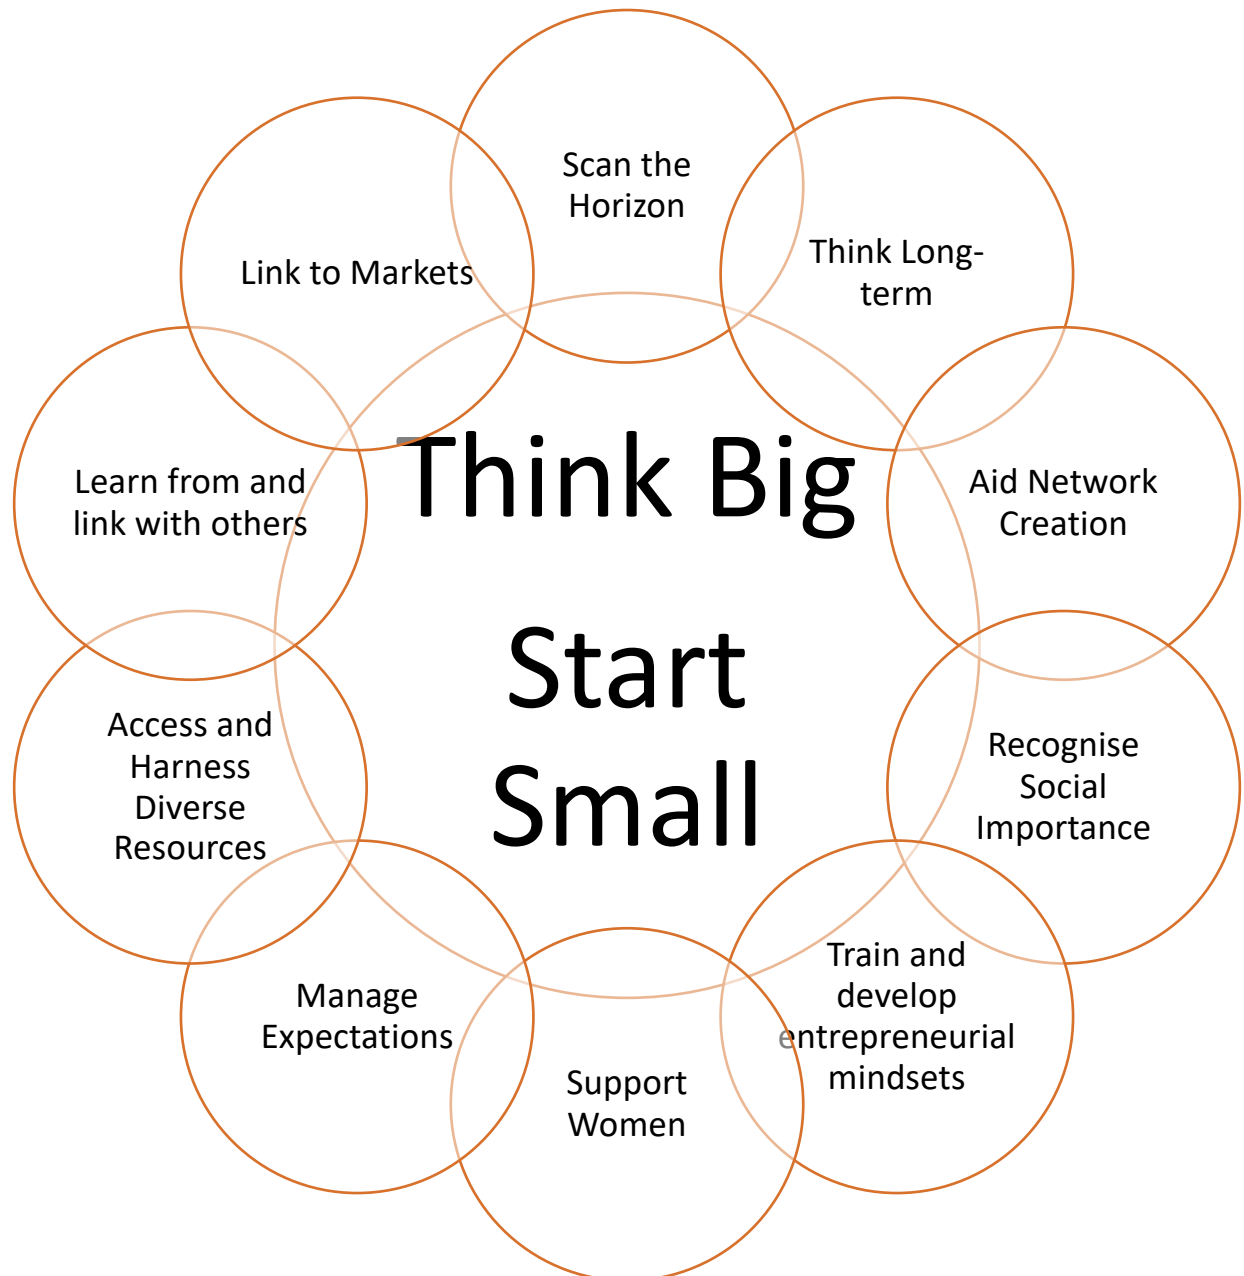 Scan the
Horizon
Think Long-
term
Aid Network
Creation
Recognise
Social
Importance
Train and
develop
entrepreneurial
mindsets
Support
Women
Manage
Expectations
Access and
Harness
Diverse
Resources
Learn from and
link with others
Link to Markets
Think Big
Start
Small